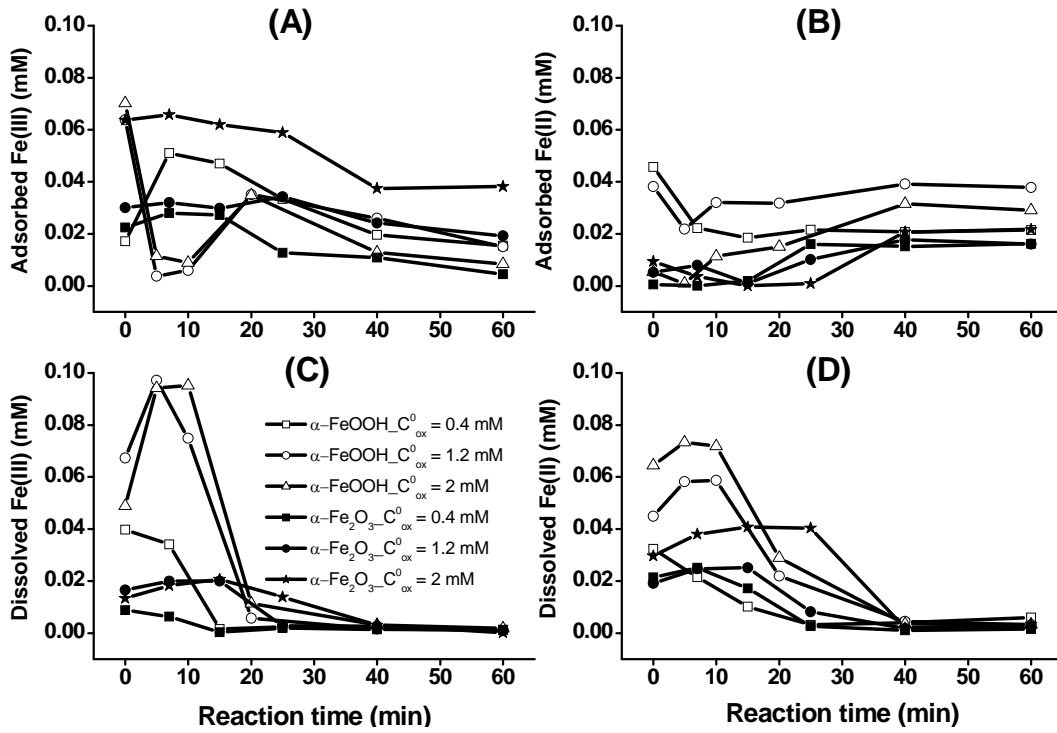 (A)
Adsorbed Fe(III) (mM)
0.10
0.08
0.06
0.04
0.02
0.00
0 10 20 30 40 50 60
(B)
Adsorbed Fe(II) (mM)
0.10
0.08
0.06
0.04
0.02
0.00
0 10 20 30 40 50 60
(C)
Dissolved Fe(III) (mM)
0.10
0.08
0.06
0.04
0.02
0.00
α−FeOOH_C⁰ox = 0.4 mM
α−FeOOH_C⁰ox = 1.2 mM
α−FeOOH_C⁰ox = 2 mM
α−Fe₂O₃_C⁰ox = 0.4 mM
α−Fe₂O₃_C⁰ox = 1.2 mM
α−Fe₂O₃_C⁰ox = 2 mM
0 10 20 30 40 50 60
Reaction time (min)
(D)
Dissolved Fe(II) (mM)
0.10
0.08
0.06
0.04
0.02
0.00
0 10 20 30 40 50 60
Reaction time (min)